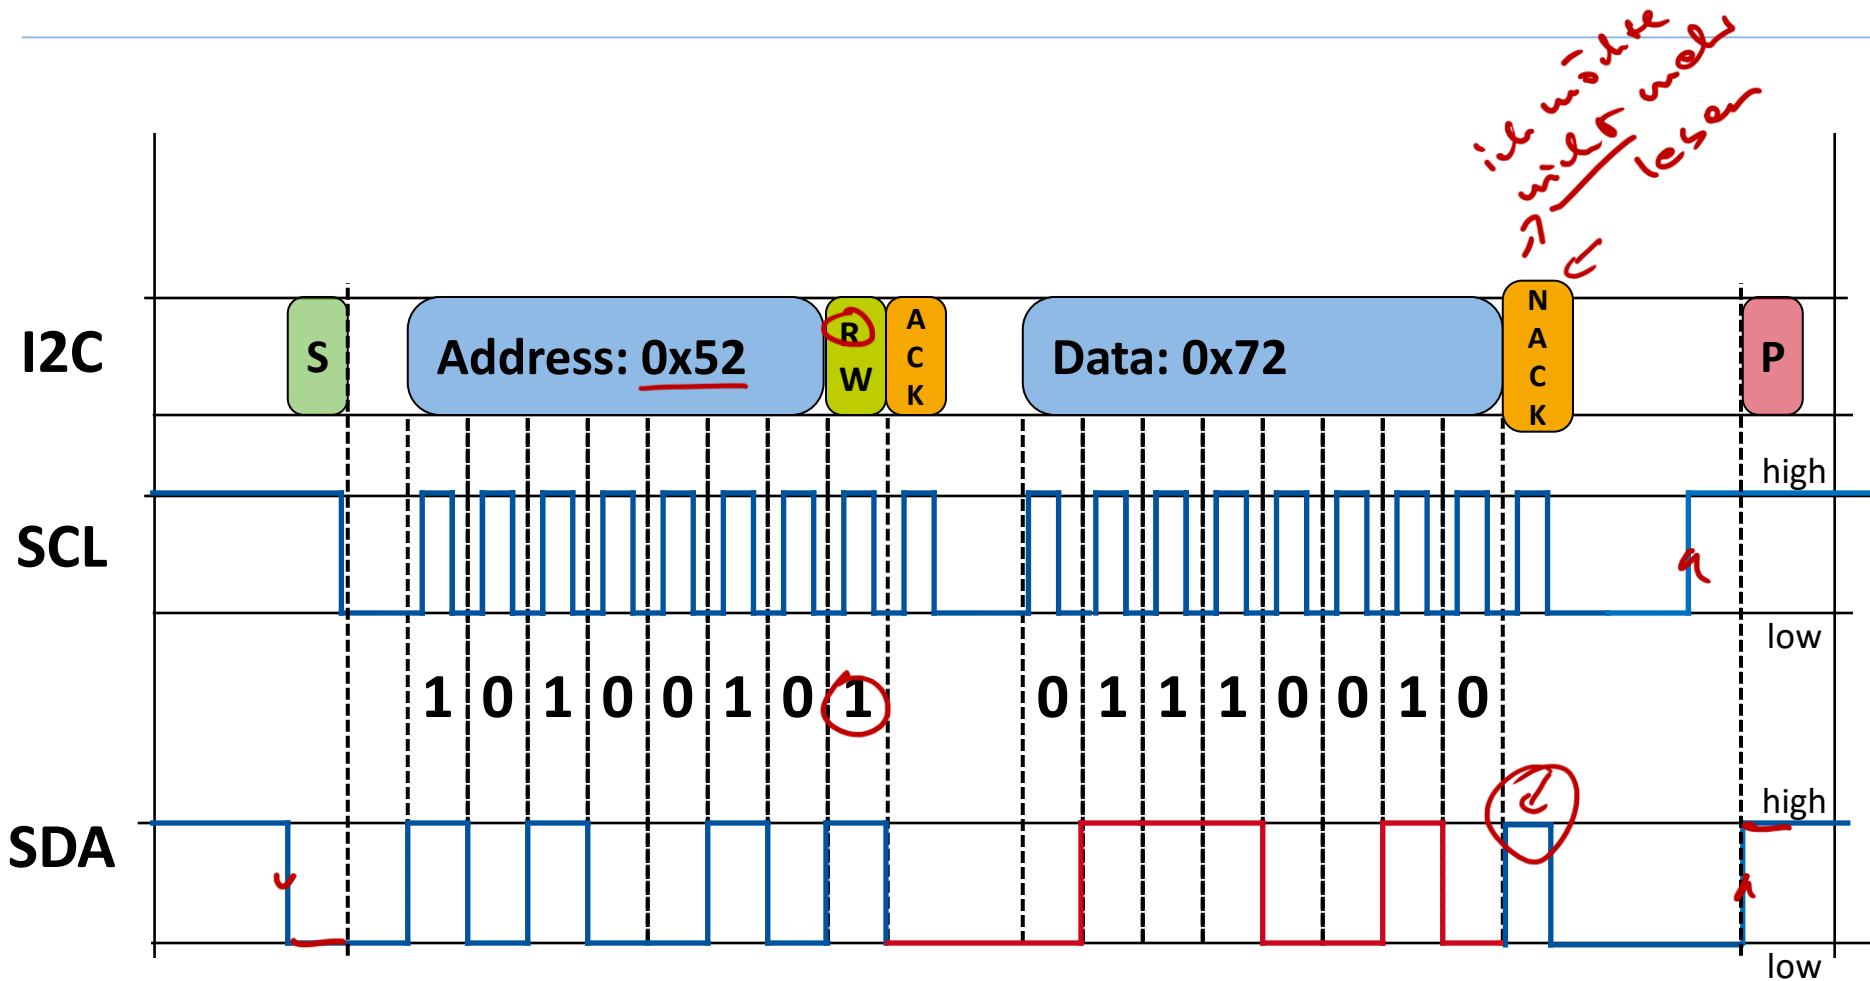 ich möchte
nicht mehr
lesen
I2C
S
Address: 0x52
R
W
A
C
K
Data: 0x72
N
A
C
K
P
high
SCL
low
1 0 1 0 0 1 0 1 0 1 1 1 0 0 1 0
high
SDA
low